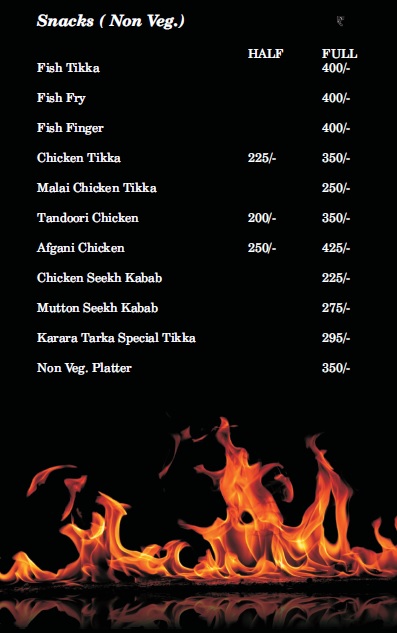 Snacks ( Non Veg.) ₹
HALF FULL
Fish Tikka 400/-
Fish Fry 400/-
Fish Finger 400/-
Chicken Tikka 225/- 350/-
Malai Chicken Tikka 250/-
Tandoori Chicken 200/- 350/-
Afgani Chicken 250/- 425/-
Chicken Seekh Kabab 225/-
Mutton Seekh Kabab 275/-
Karara Tarka Special Tikka 295/-
Non Veg. Platter 350/-